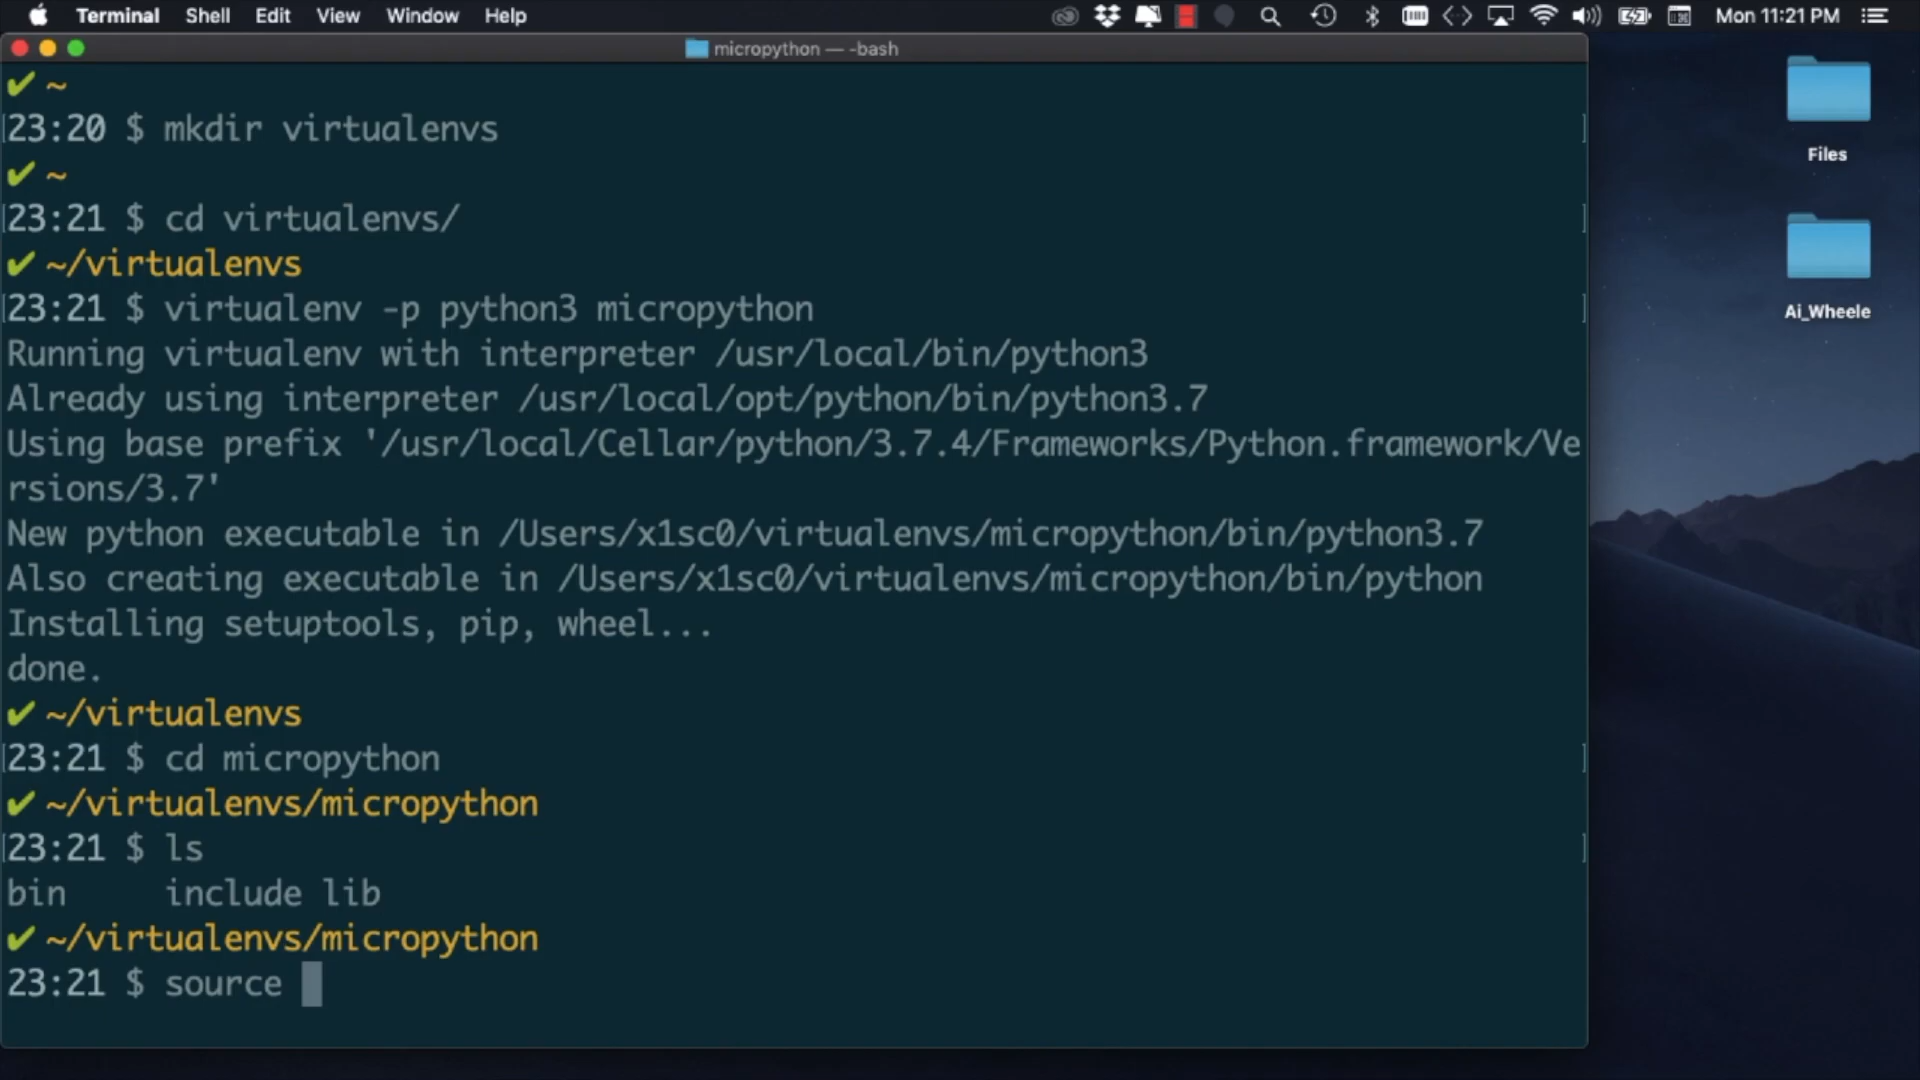 Terminal Shell Edit View Window Help Mon 11:21 PM
micropython — -bash
✔ ~
23:20 $ mkdir virtualenvs
✔ ~
23:21 $ cd virtualenvs/
✔ ~/virtualenvs
23:21 $ virtualenv -p python3 micropython
Running virtualenv with interpreter /usr/local/bin/python3
Already using interpreter /usr/local/opt/python/bin/python3.7
Using base prefix '/usr/local/Cellar/python/3.7.4/Frameworks/Python.framework/Ve
rsions/3.7'
New python executable in /Users/x1sc0/virtualenvs/micropython/bin/python3.7
Also creating executable in /Users/x1sc0/virtualenvs/micropython/bin/python
Installing setuptools, pip, wheel...
done.
✔ ~/virtualenvs
23:21 $ cd micropython
✔ ~/virtualenvs/micropython
23:21 $ ls
bin include lib
✔ ~/virtualenvs/micropython
23:21 $ source
Files
Ai_Wheele